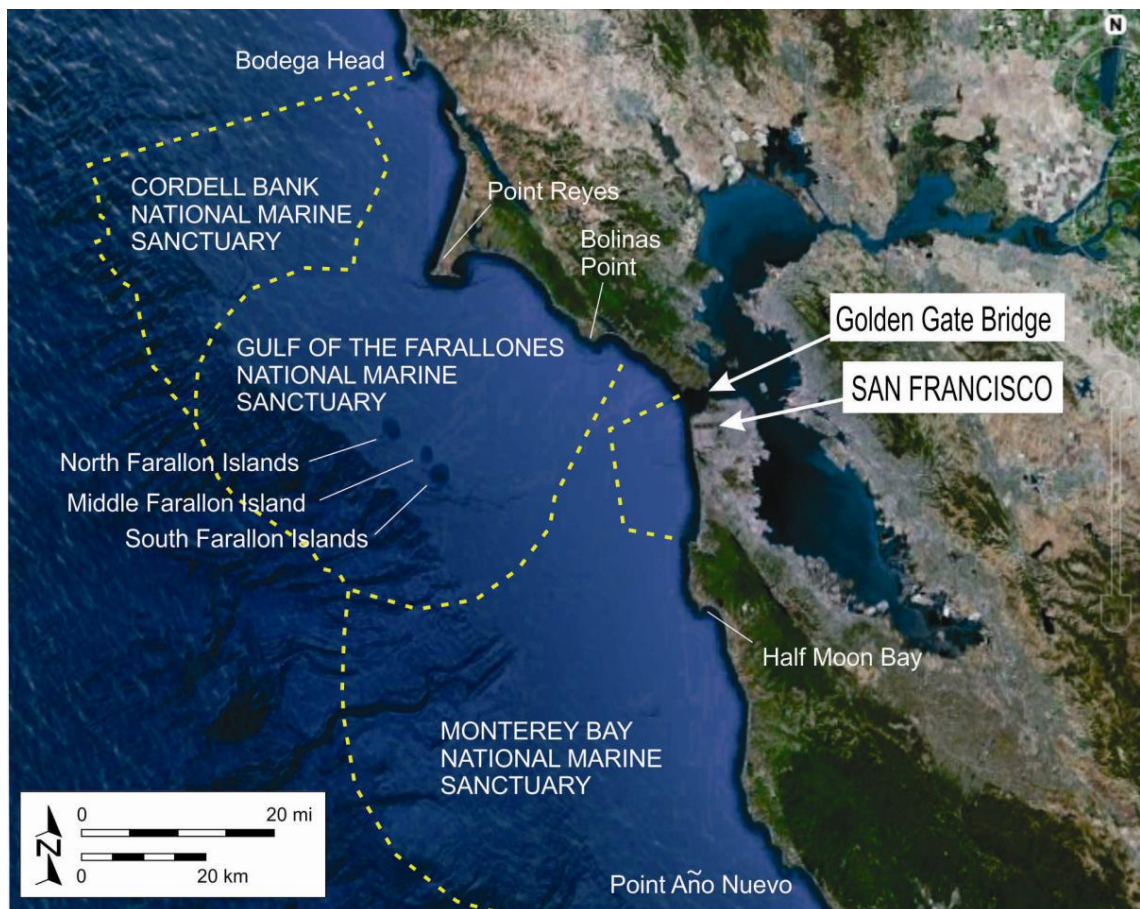 N
Bodega Head
CORDELL BANK
NATIONAL MARINE
SANCTUARY
Point Reyes
Bolinas
Point
Golden Gate Bridge
SAN FRANCISCO
GULF OF THE FARALLONES
NATIONAL MARINE
SANCTUARY
North Farallon Islands
Middle Farallon Island
South Farallon Islands
Half Moon Bay
MONTEREY BAY
NATIONAL MARINE
SANCTUARY
Point Año Nuevo
N
0 20 mi
0 20 km